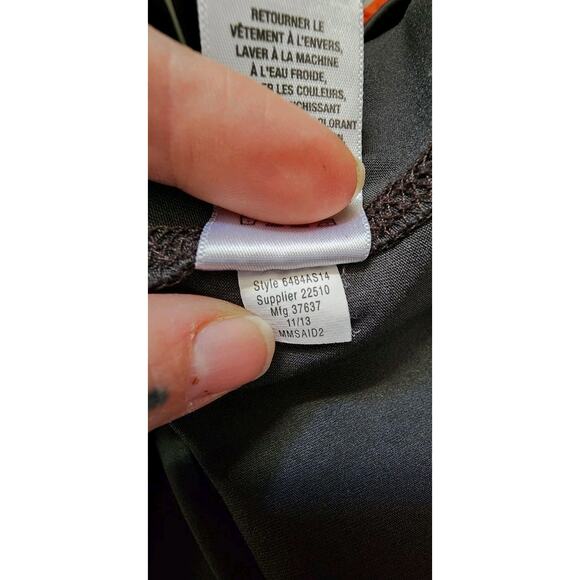 RETOURNER LE
VÊTEMENT À L'ENVERS,
LAVER À LA MACHINE
À L'EAU FROIDE,
LES COULEURS,
Style 6484AS14
Supplier 22510
Mfg 37637
11/13
MMSAID2